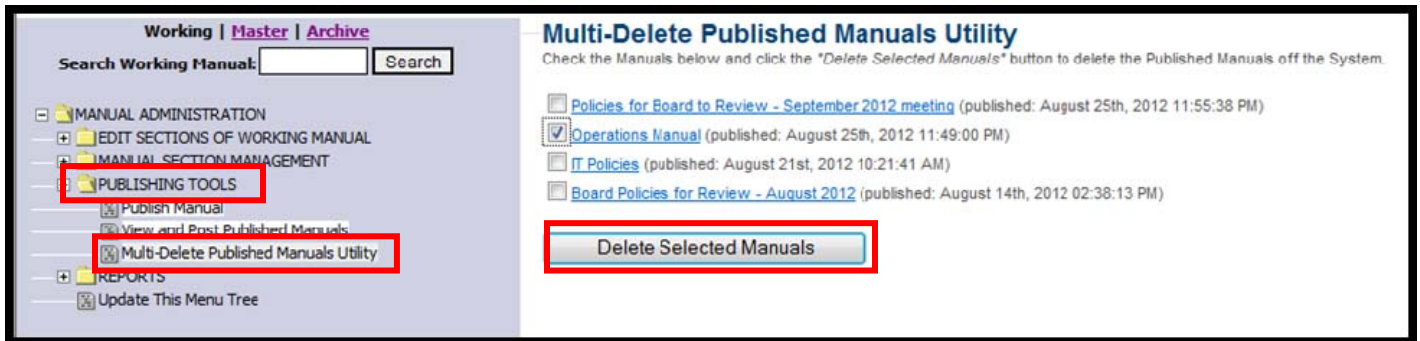 Working | Master | Archive
Search Working Manual: Search
MANUAL ADMINISTRATION
EDIT SECTIONS OF WORKING MANUAL
MANUAL SECTION MANAGEMENT
PUBLISHING TOOLS
Publish Manual
View and Post Published Manuals
Multi-Delete Published Manuals Utility
REPORTS
Update This Menu Tree
Multi-Delete Published Manuals Utility
Check the Manuals below and click the "Delete Selected Manuals" button to delete the Published Manuals off the System.
Policies for Board to Review - September 2012 meeting (published: August 25th, 2012 11:55:38 PM)
Operations Manual (published: August 25th, 2012 11:49:00 PM)
IT Policies (published: August 21st, 2012 10:21:41 AM)
Board Policies for Review - August 2012 (published: August 14th, 2012 02:38:13 PM)
Delete Selected Manuals